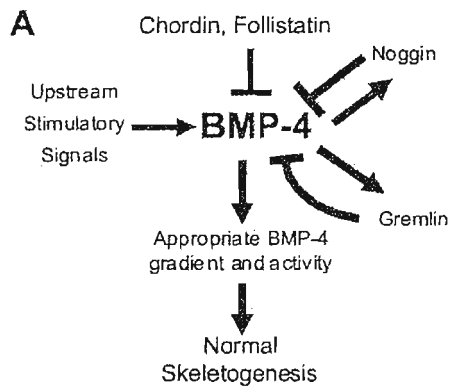 A
Chordin, Follistatin
Noggin
Upstream
Stimulatory
Signals
BMP-4
Gremlin
Appropriate BMP-4
gradient and activity
Normal
Skeletogenesis